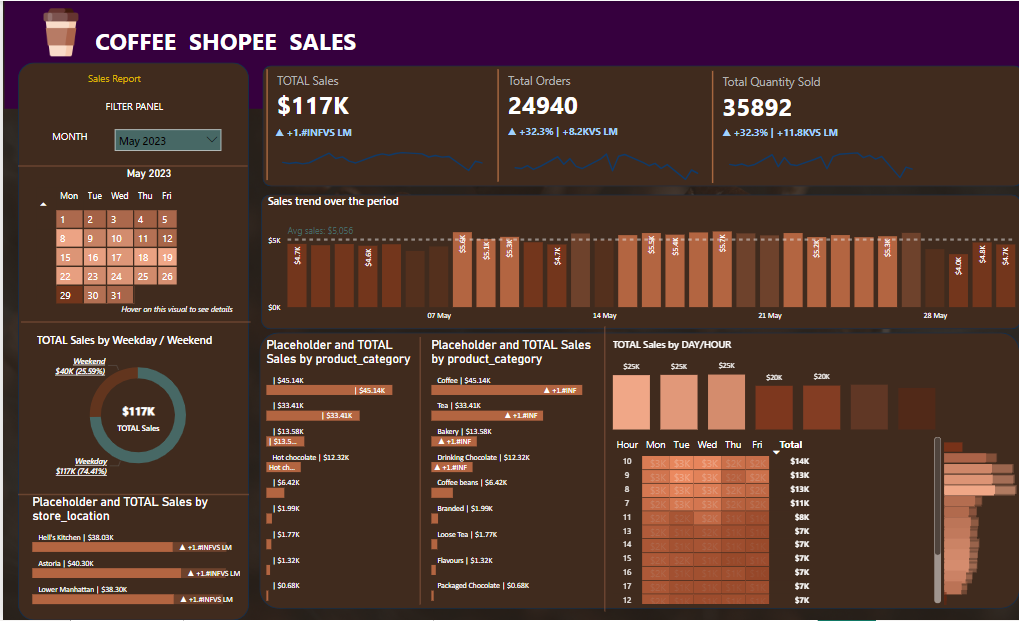 COFFEE SHOPEE SALES
Sales Report
FILTER PANEL
MONTH
May 2023
May 2023
Mon Tue Wed Thu Fri
1 2 3 4 5
8 9 10 11 12
15 16 17 18 19
22 23 24 25 26
29 30 31
Hover on this visual to see details
TOTAL Sales by Weekday / Weekend
Weekend
$40K (25.59%)
$117K
TOTAL Sales
Weekday
$117K (74.41%)
Placeholder and TOTAL Sales by
store_location
Hell's Kitchen | $38.03K
▲ +1.#INFVS LM
Astoria | $40.30K
▲ +1.#INFVS LM
Lower Manhattan | $38.30K
▲ +1.#INFVS LM
TOTAL Sales
$117K
▲ +1.#INFVS LM
Total Orders
24940
▲ +32.3% | +8.2KVS LM
Total Quantity Sold
35892
▲ +32.3% | +11.8KVS LM
Sales trend over the period
Avg sales: $5,056
$5K
$0K
$4.7K $4.6K $5.1K $5.3K $4.7K $5.5K $5.4K $5.7K $5.2K $5.3K $4.0K $4.8K $4.7K
07 May 14 May 21 May 28 May
Placeholder and TOTAL
Sales by product_category
| $45.14K
| $45.14K
| $33.41K
| $33.41K
| $13.58K
| $13.5...
Hot chocolate | $12.32K
Hot ch...
| $6.42K
| $1.99K
| $1.77K
| $1.32K
| $0.68K
Placeholder and TOTAL Sales
by product_category
Coffee | $45.14K
▲ +1.#INF
Tea | $33.41K
▲ +1.#INF
Bakery | $13.58K
▲ +1.#INF
Drinking Chocolate | $12.32K
▲ +1.#INF
Coffee beans | $6.42K
Branded | $1.99K
Loose Tea | $1.77K
Flavours | $1.32K
Packaged Chocolate | $0.68K
TOTAL Sales by DAY/HOUR
$25K $25K $25K $20K $20K
Hour Mon Tue Wed Thu Fri Total
10 $3K $3K $3K $2K $2K $14K
9 $13K
8 $13K
7 $11K
11 $8K
13 $7K
14 $7K
15 $7K
16 $7K
17 $7K
12 $7K